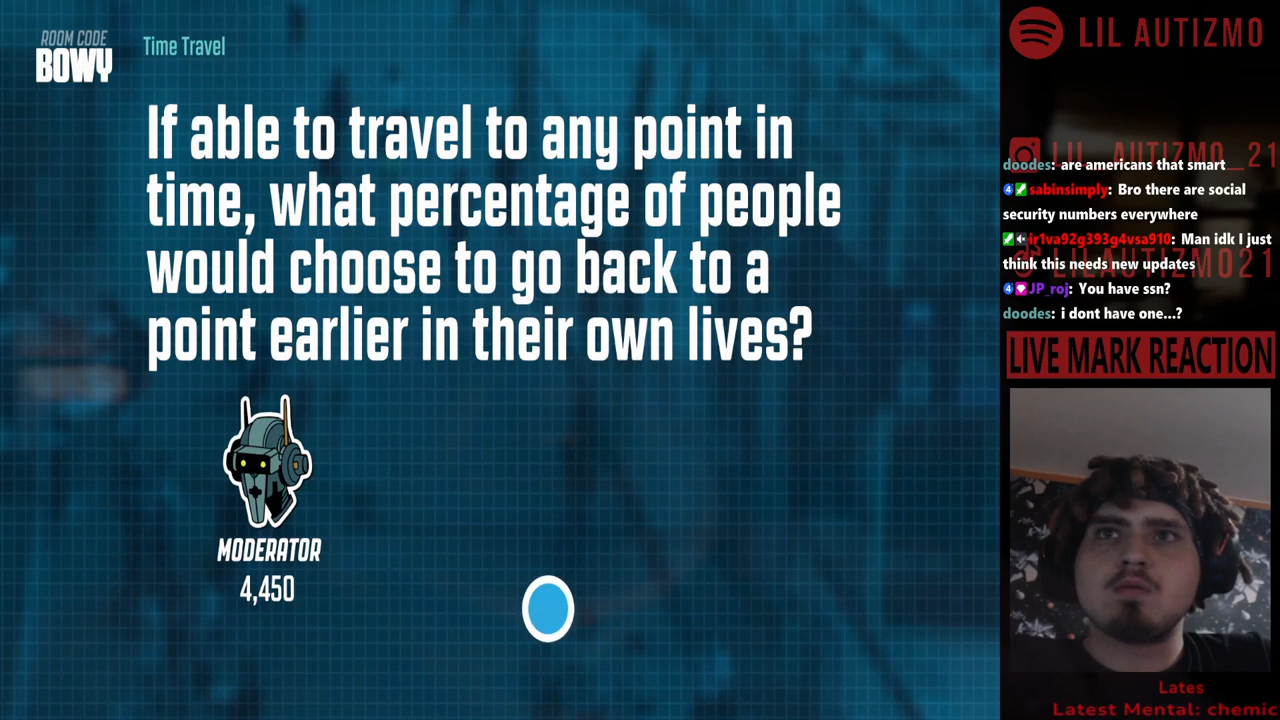 ROOM CODE
BOWY
Time Travel
If able to travel to any point in
time, what percentage of people
would choose to go back to a
point earlier in their own lives?
MODERATOR
4,450
LIL AUTIZMO
LIL_AUTIZMO_21
doodes: are americans that smart
sabinsimply: Bro there are social
security numbers everywhere
ir1va92g393g4vsa910: Man idk I just
think this needs new updates
LILAUTIZMO21
JP_roj: You have ssn?
doodes: i dont have one...?
LIVE MARK REACTION
Lates
Latest Mental: chemic